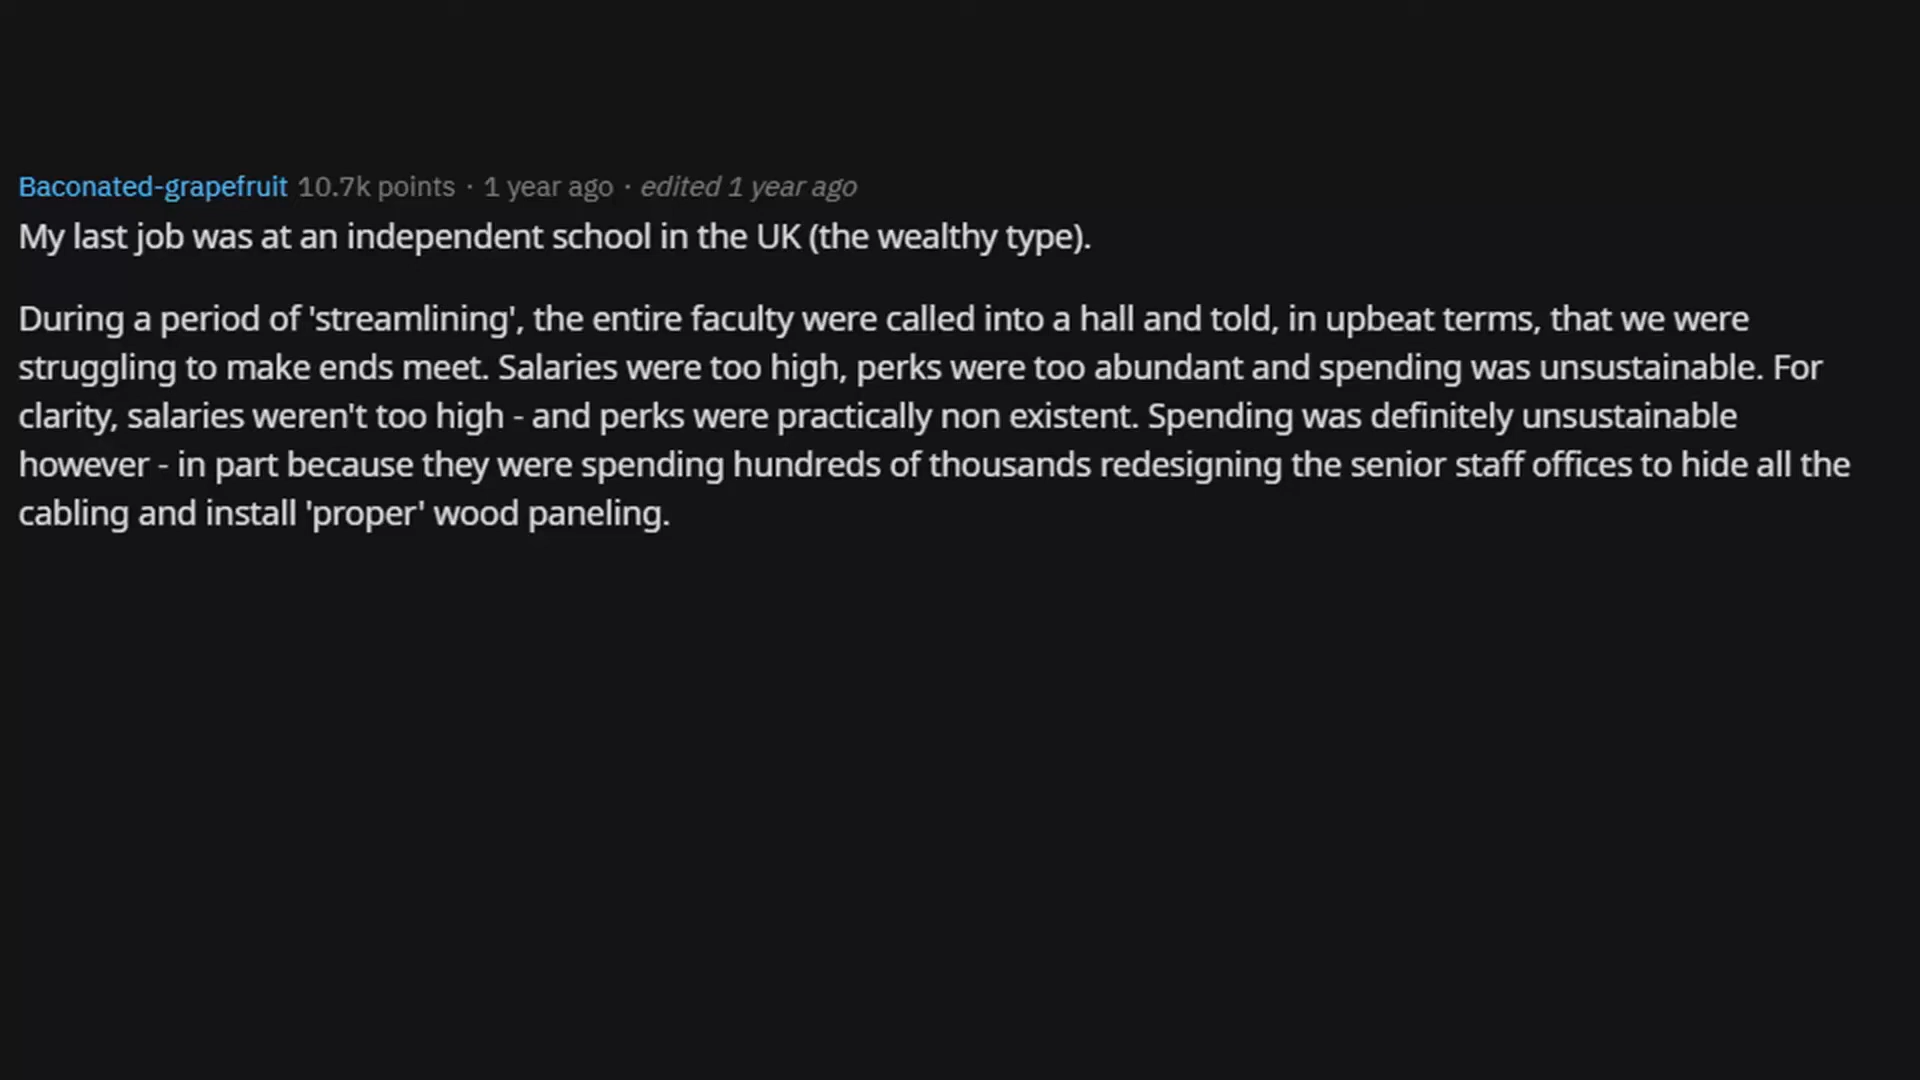 Baconated-grapefruit 10.7k points · 1 year ago · edited 1 year ago
My last job was at an independent school in the UK (the wealthy type).
During a period of 'streamlining', the entire faculty were called into a hall and told, in upbeat terms, that we were
struggling to make ends meet. Salaries were too high, perks were too abundant and spending was unsustainable. For
clarity, salaries weren't too high - and perks were practically non existent. Spending was definitely unsustainable
however - in part because they were spending hundreds of thousands redesigning the senior staff offices to hide all the
cabling and install 'proper' wood paneling.